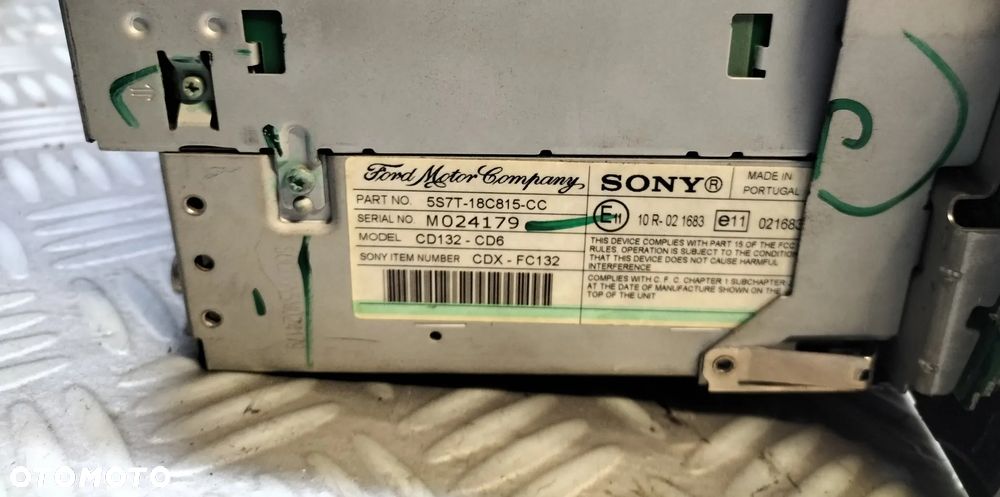 Ford Motor Company
PART NO. 5S7T-18C815-CC
SERIAL NO. M024179
MODEL CD132 - CD6
SONY ITEM NUMBER CDX - FC132
SONY®
MADE IN
PORTUGAL
E11 10 R- 02 1683 e11 021683
THIS DEVICE COMPLIES WITH PART 15 OF THE FCC
RULES. OPERATION IS SUBJECT TO THE CONDITION
THAT THIS DEVICE DOES NOT CAUSE HARMFUL
INTERFERENCE
COMPLIES WITH C. F. C. CHAPTER 1 SUBCHAPTER
AT THE DATE OF MANUFACTURE SHOWN ON THE
TOP OF THE UNIT
OTOMOTO
OTOMOTO